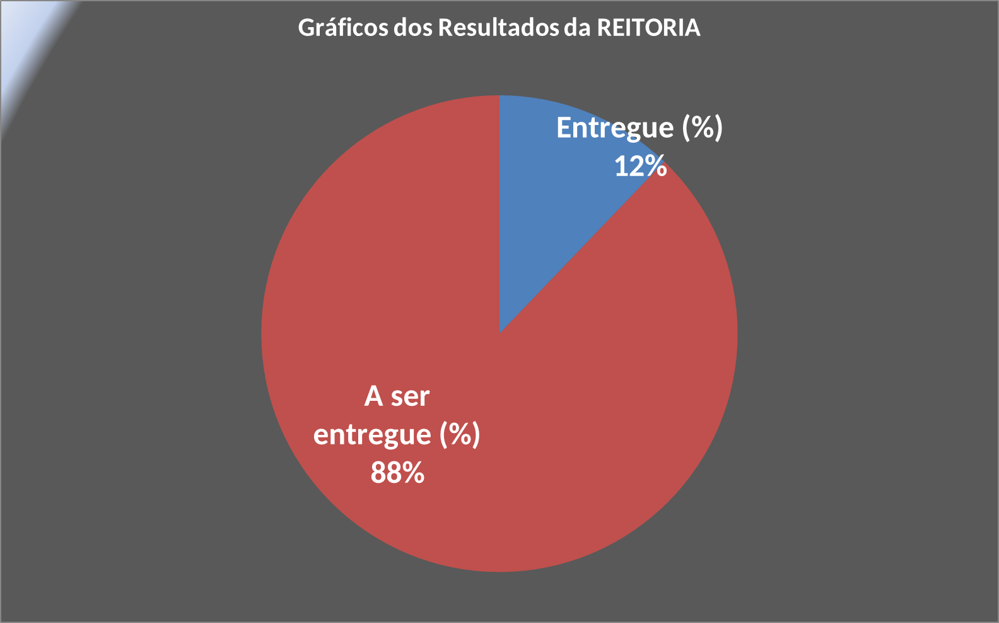 Gráficos dos Resultados da REITORIA
Entregue (%)
12%
A ser
entregue (%)
88%